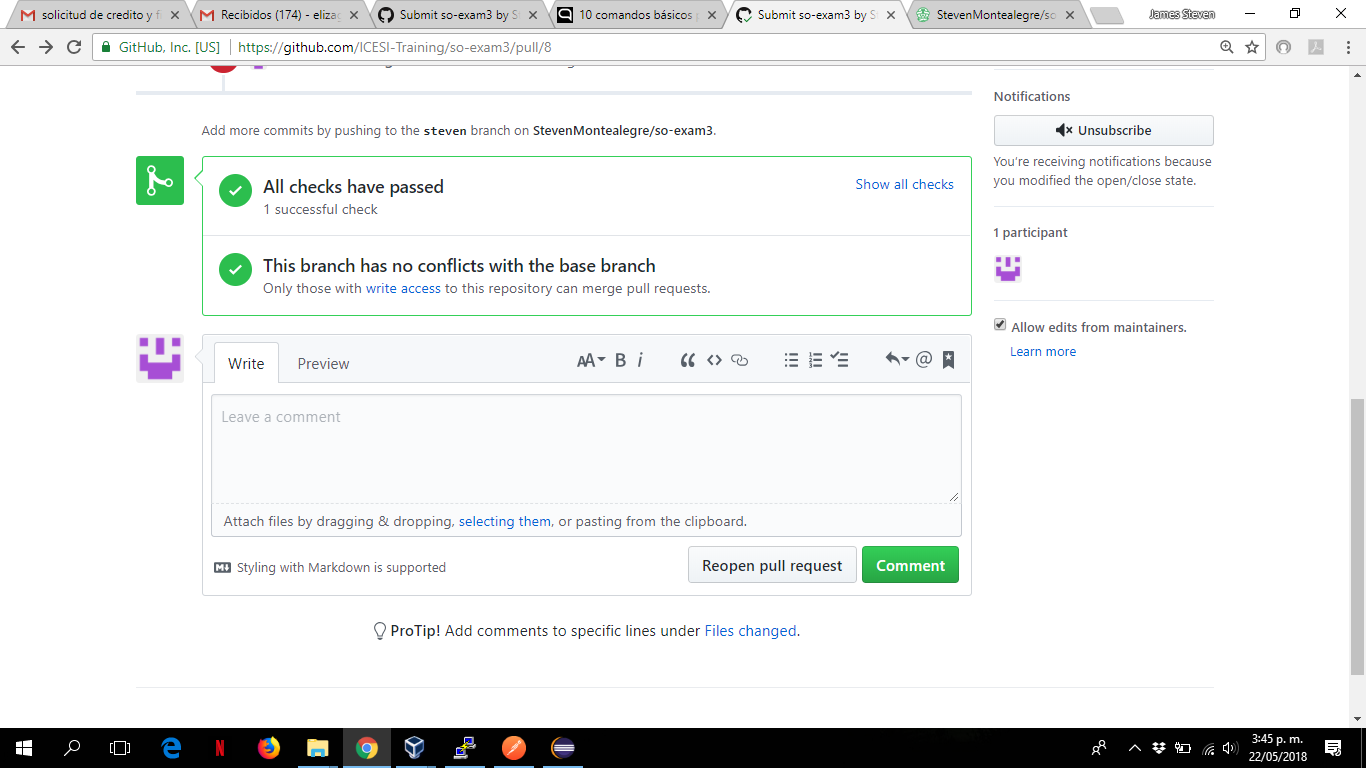 solicitud de credito y f
Recibidos (174) - elizag
Submit so-exam3 by S
10 comandos básicos p
Submit so-exam3 by S
StevenMontealegre/so
James Steven
GitHub, Inc. [US]
https://github.com/ICESI-Training/so-exam3/pull/8
Notifications
Unsubscribe
You're receiving notifications because
you modified the open/close state.
1 participant
Allow edits from maintainers.
Learn more
Add more commits by pushing to the steven branch on StevenMontealegre/so-exam3.
All checks have passed
1 successful check
Show all checks
This branch has no conflicts with the base branch
Only those with write access to this repository can merge pull requests.
Write
Preview
AA B i
Leave a comment
Attach files by dragging & dropping, selecting them, or pasting from the clipboard.
Styling with Markdown is supported
Reopen pull request
Comment
ProTip! Add comments to specific lines under Files changed.
3:45 p. m.
22/05/2018